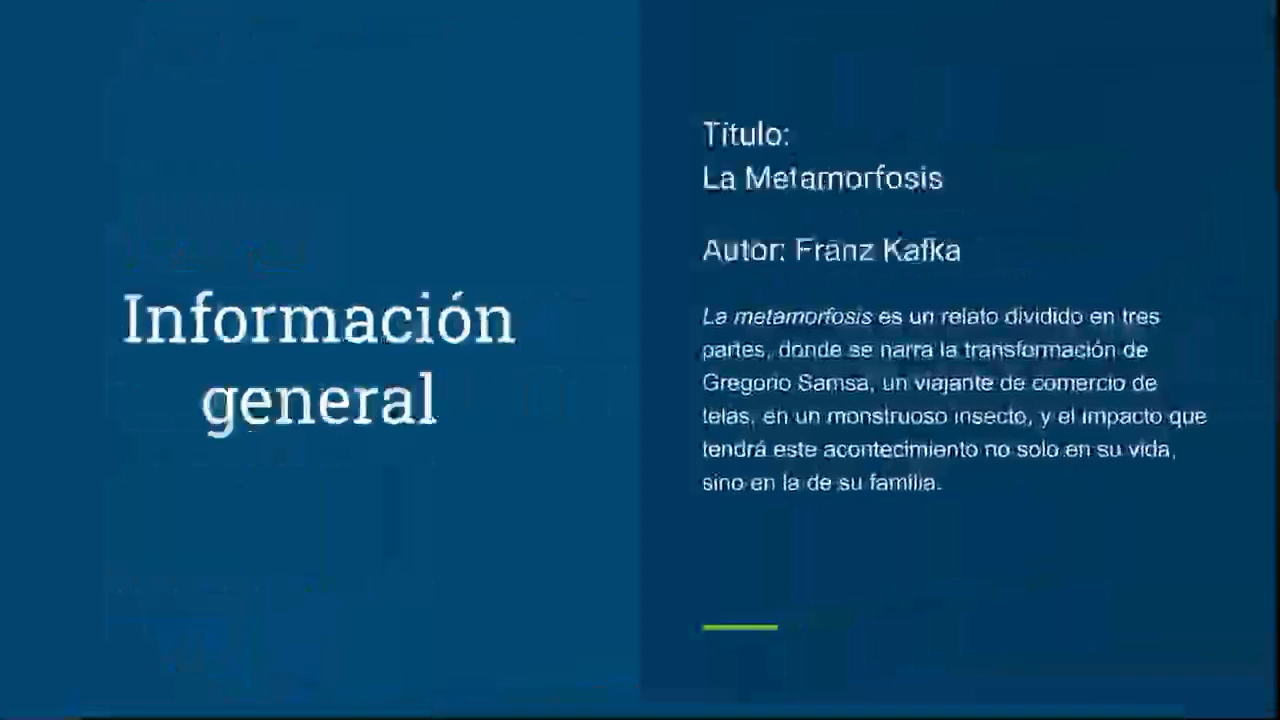 Información
general
Titulo:
La Metamorfosis
Autor: Franz Kafka
La metamorfosis es un relato dividido en tres
partes, donde se narra la transformación de
Gregorio Samsa, un viajante de comercio de
telas, en un monstruoso insecto, y el impacto que
tendrá este acontecimiento no solo en su vida,
sino en la de su familia.